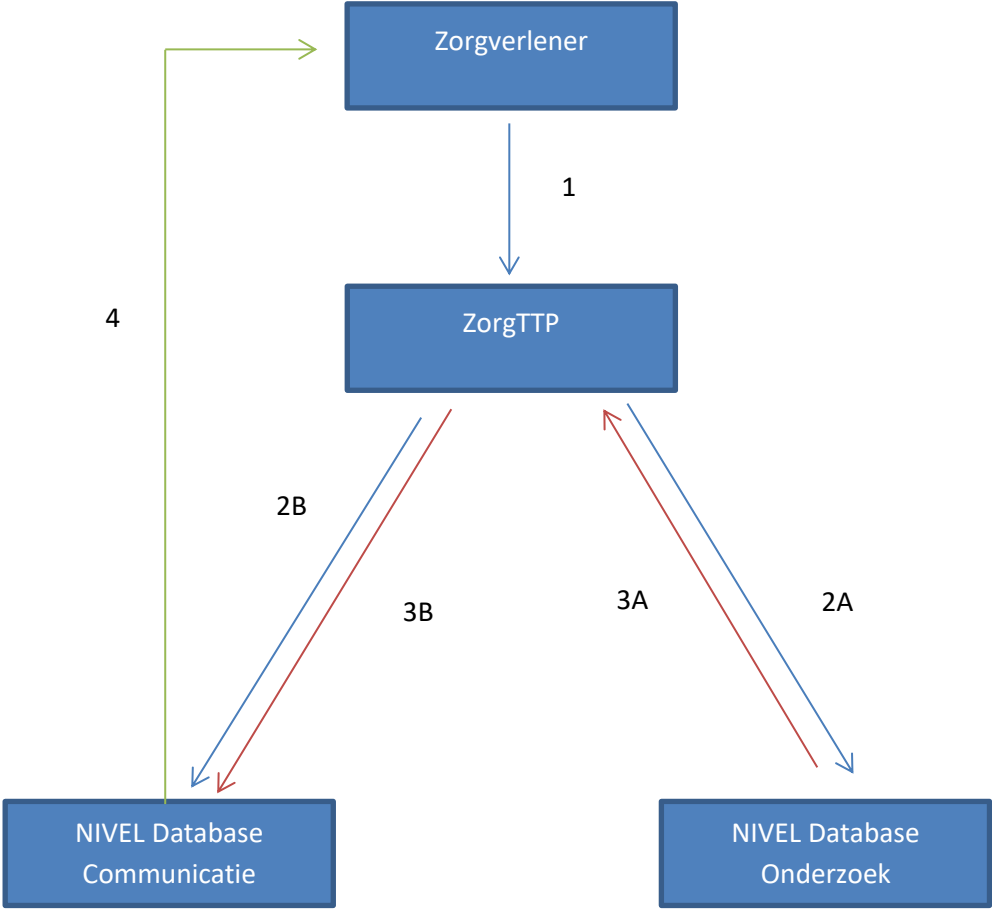 Zorgverlener
1
ZorgTTP
4
2B
3B
3A
2A
NIVEL Database
Communicatie
NIVEL Database
Onderzoek